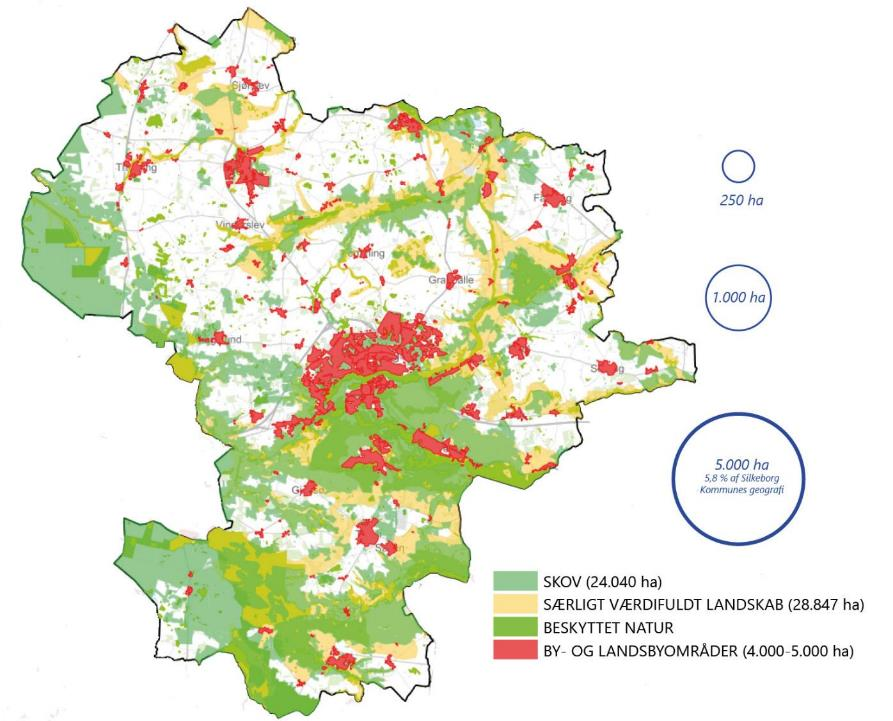 250 ha
1.000 ha
5.000 ha
5,8 % af Silkeborg
Kommunes geografi
SKOV (24.040 ha)
SÆRLIGT VÆRDIFULDT LANDSKAB (28.847 ha)
BESKYTTET NATUR
BY- OG LANDSBYOMRÅDER (4.000-5.000 ha)